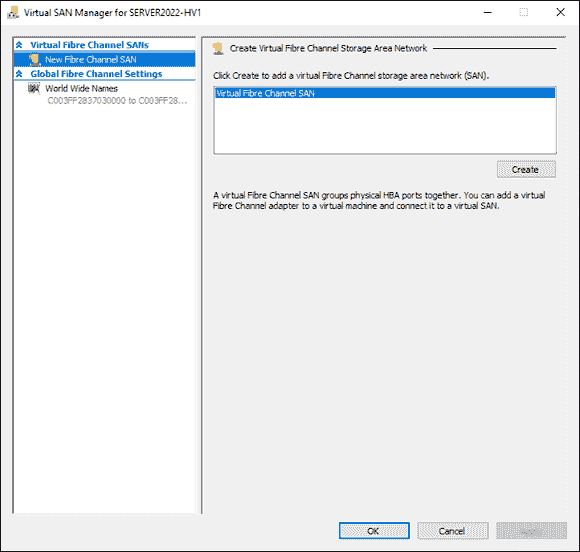 Virtual SAN Manager for SERVER2022-HV1
Virtual Fibre Channel SANs
New Fibre Channel SAN
Global Fibre Channel Settings
World Wide Names
C003FF2837030000 to C003FF28...
Create Virtual Fibre Channel Storage Area Network
Click Create to add a virtual Fibre Channel storage area network (SAN).
Virtual Fibre Channel SAN
Create
A virtual Fibre Channel SAN groups physical HBA ports together. You can add a virtual
Fibre Channel adapter to a virtual machine and connect it to a virtual SAN.
OK
Cancel
Apply